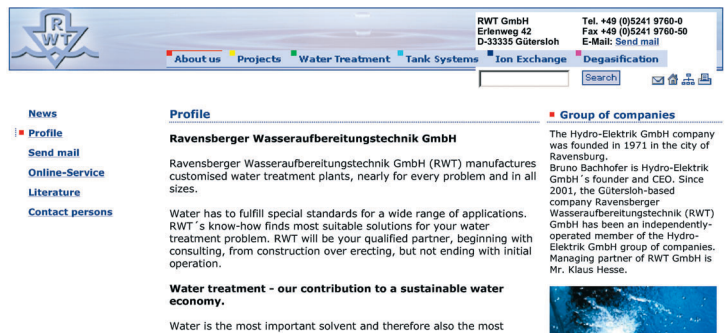 RWT
RWT GmbH
Erlenweg 42
D-33335 Gütersloh
Tel. +49 (0)5241 9760-0
Fax +49 (0)5241 9760-50
E-Mail: Send mail
About us Projects Water Treatment Tank Systems Ion Exchange Degasification
Search
News
Profile
Send mail
Online-Service
Literature
Contact persons
Profile
Ravensberger Wasseraufbereitungstechnik GmbH
Ravensberger Wasseraufbereitungstechnik GmbH (RWT) manufactures
customised water treatment plants, nearly for every problem and in all
sizes.
Water has to fulfill special standards for a wide range of applications.
RWT´s know-how finds most suitable solutions for your water
treatment problem. RWT will be your qualified partner, beginning with
consulting, from construction over erecting, but not ending with initial
operation.
Water treatment - our contribution to a sustainable water
economy.
Water is the most important solvent and therefore also the most
Group of companies
The Hydro-Elektrik GmbH company
was founded in 1971 in the city of
Ravensburg.
Bruno Bachhofer is Hydro-Elektrik
GmbH´s founder and CEO. Since
2001, the Gütersloh-based
company Ravensberger
Wasseraufbereitungstechnik (RWT)
GmbH has been an independently-
operated member of the Hydro-
Elektrik GmbH group of companies.
Managing partner of RWT GmbH is
Mr. Klaus Hesse.